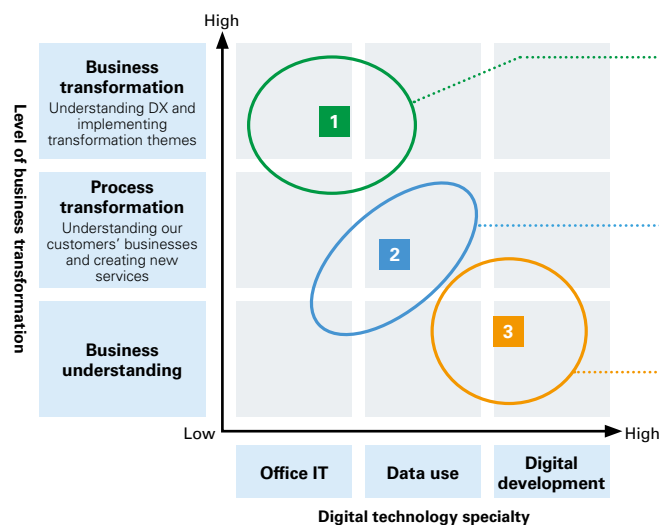 High
Business
transformation
Understanding DX and
implementing
transformation themes
1
Level of business transformation
Process
transformation
Understanding our
customers' businesses
and creating new
services
2
Business
understanding
3
Low
High
Office IT
Data use
Digital
development
Digital technology specialty